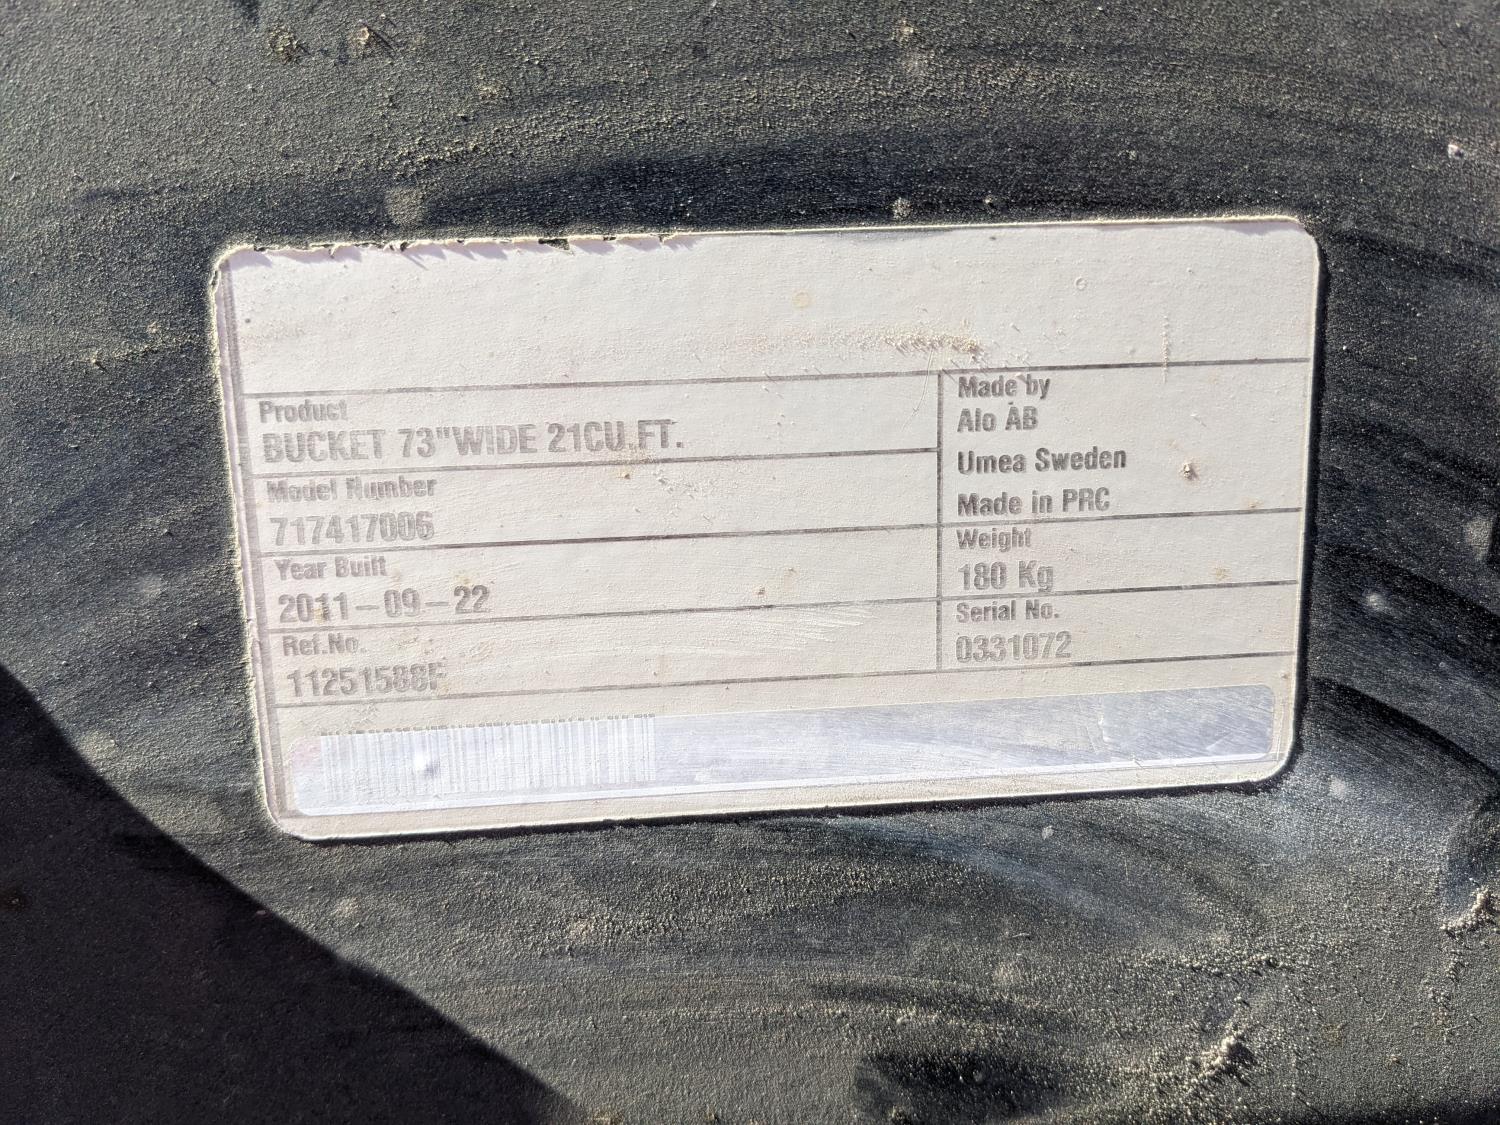 Product
BUCKET 73"WIDE 21CU.FT.
Model Number
717417006
Year Built
2011-09-22
Ref.No.
11251588F
Made by
Alo AB
Umea Sweden
Made in PRC
Weight
180 Kg
Serial No.
0331072